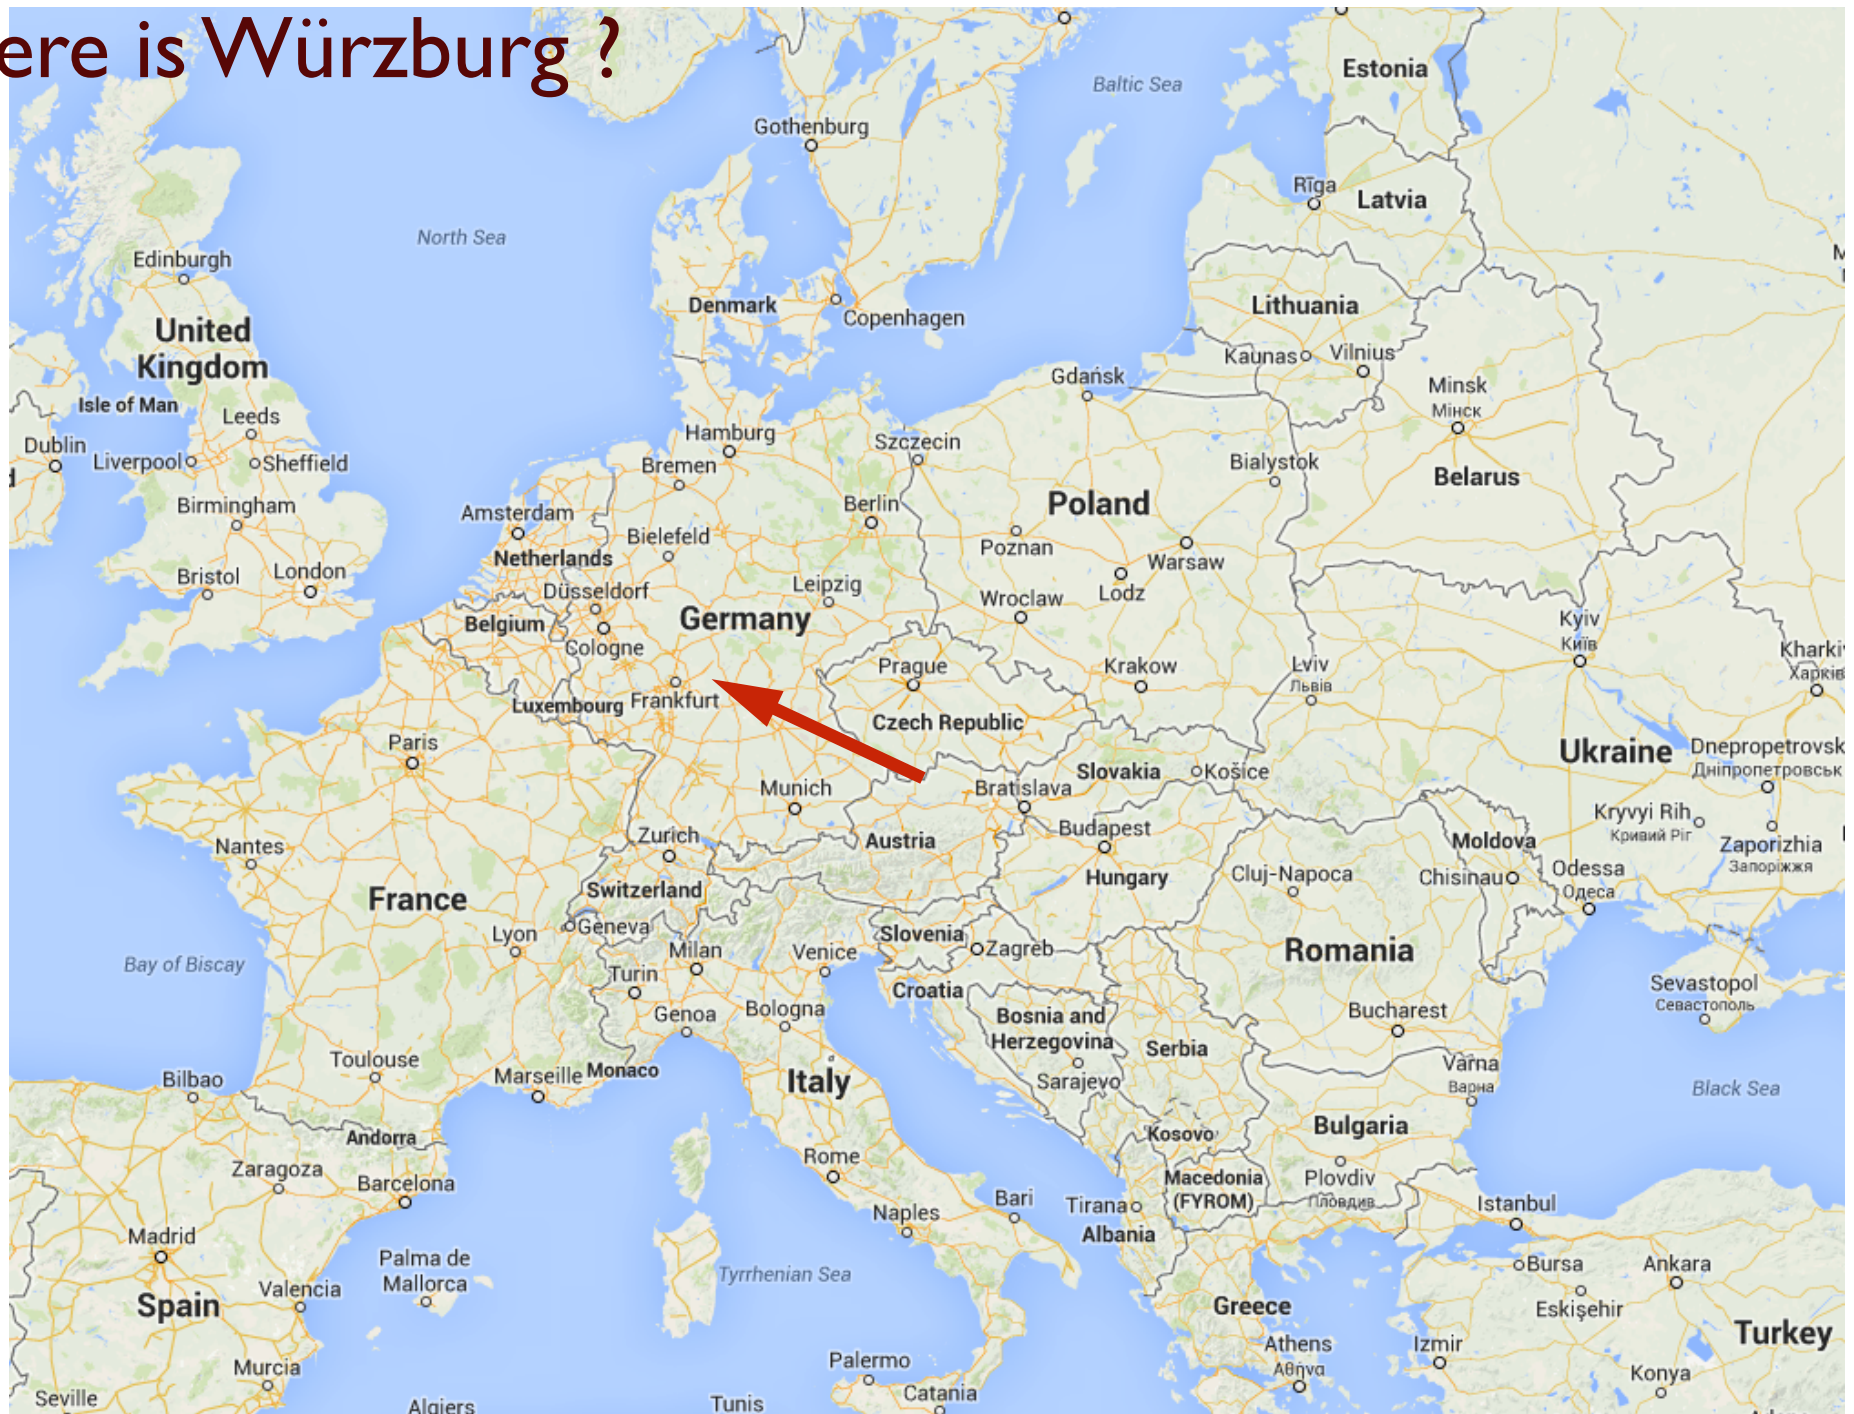 ere is Würzburg ?
Estonia
Baltic Sea
Gothenburg
Rīga
Latvia
North Sea
Edinburgh
Denmark
Copenhagen
Lithuania
United
Kingdom
Kaunas
Vilnius
Gdańsk
Minsk
Мінск
Isle of Man
Leeds
Dublin
Liverpool
Sheffield
Hamburg
Szczecin
Bremen
Bialystok
Belarus
Birmingham
Amsterdam
Berlin
Poland
Bielefeld
Poznan
Netherlands
Warsaw
Bristol
London
Düsseldorf
Leipzig
Lodz
Wroclaw
Belgium
Germany
Kyiv
Київ
Cologne
Prague
Krakow
Lviv
Львів
Kharki
Харків
Luxembourg
Frankfurt
Czech Republic
Paris
Ukraine
Dnepropetrovsk
Дніпропетровськ
Slovakia
Košice
Munich
Bratislava
Kryvyi Rih
Кривий Ріг
Zurich
Austria
Budapest
Moldova
Zaporizhia
Запоріжжя
Nantes
France
Switzerland
Hungary
Cluj-Napoca
Chisinau
Odessa
Одеса
Lyon
Geneva
Milan
Venice
Slovenia
Zagreb
Romania
Bay of Biscay
Turin
Croatia
Sevastopol
Севастополь
Genoa
Bologna
Bosnia and
Herzegovina
Bucharest
Toulouse
Serbia
Varna
Варна
Bilbao
Marseille
Monaco
Italy
Sarajevo
Black Sea
Andorra
Kosovo
Bulgaria
Zaragoza
Barcelona
Rome
Macedonia
(FYROM)
Plovdiv
Пловдив
Naples
Bari
Tirana
Albania
Istanbul
Madrid
Palma de
Mallorca
Tyrrhenian Sea
Bursa
Ankara
Spain
Valencia
Greece
Eskişehir
Athens
Αθήνα
Izmir
Turkey
Murcia
Palermo
Konya
Seville
Algiers
Tunis
Catania